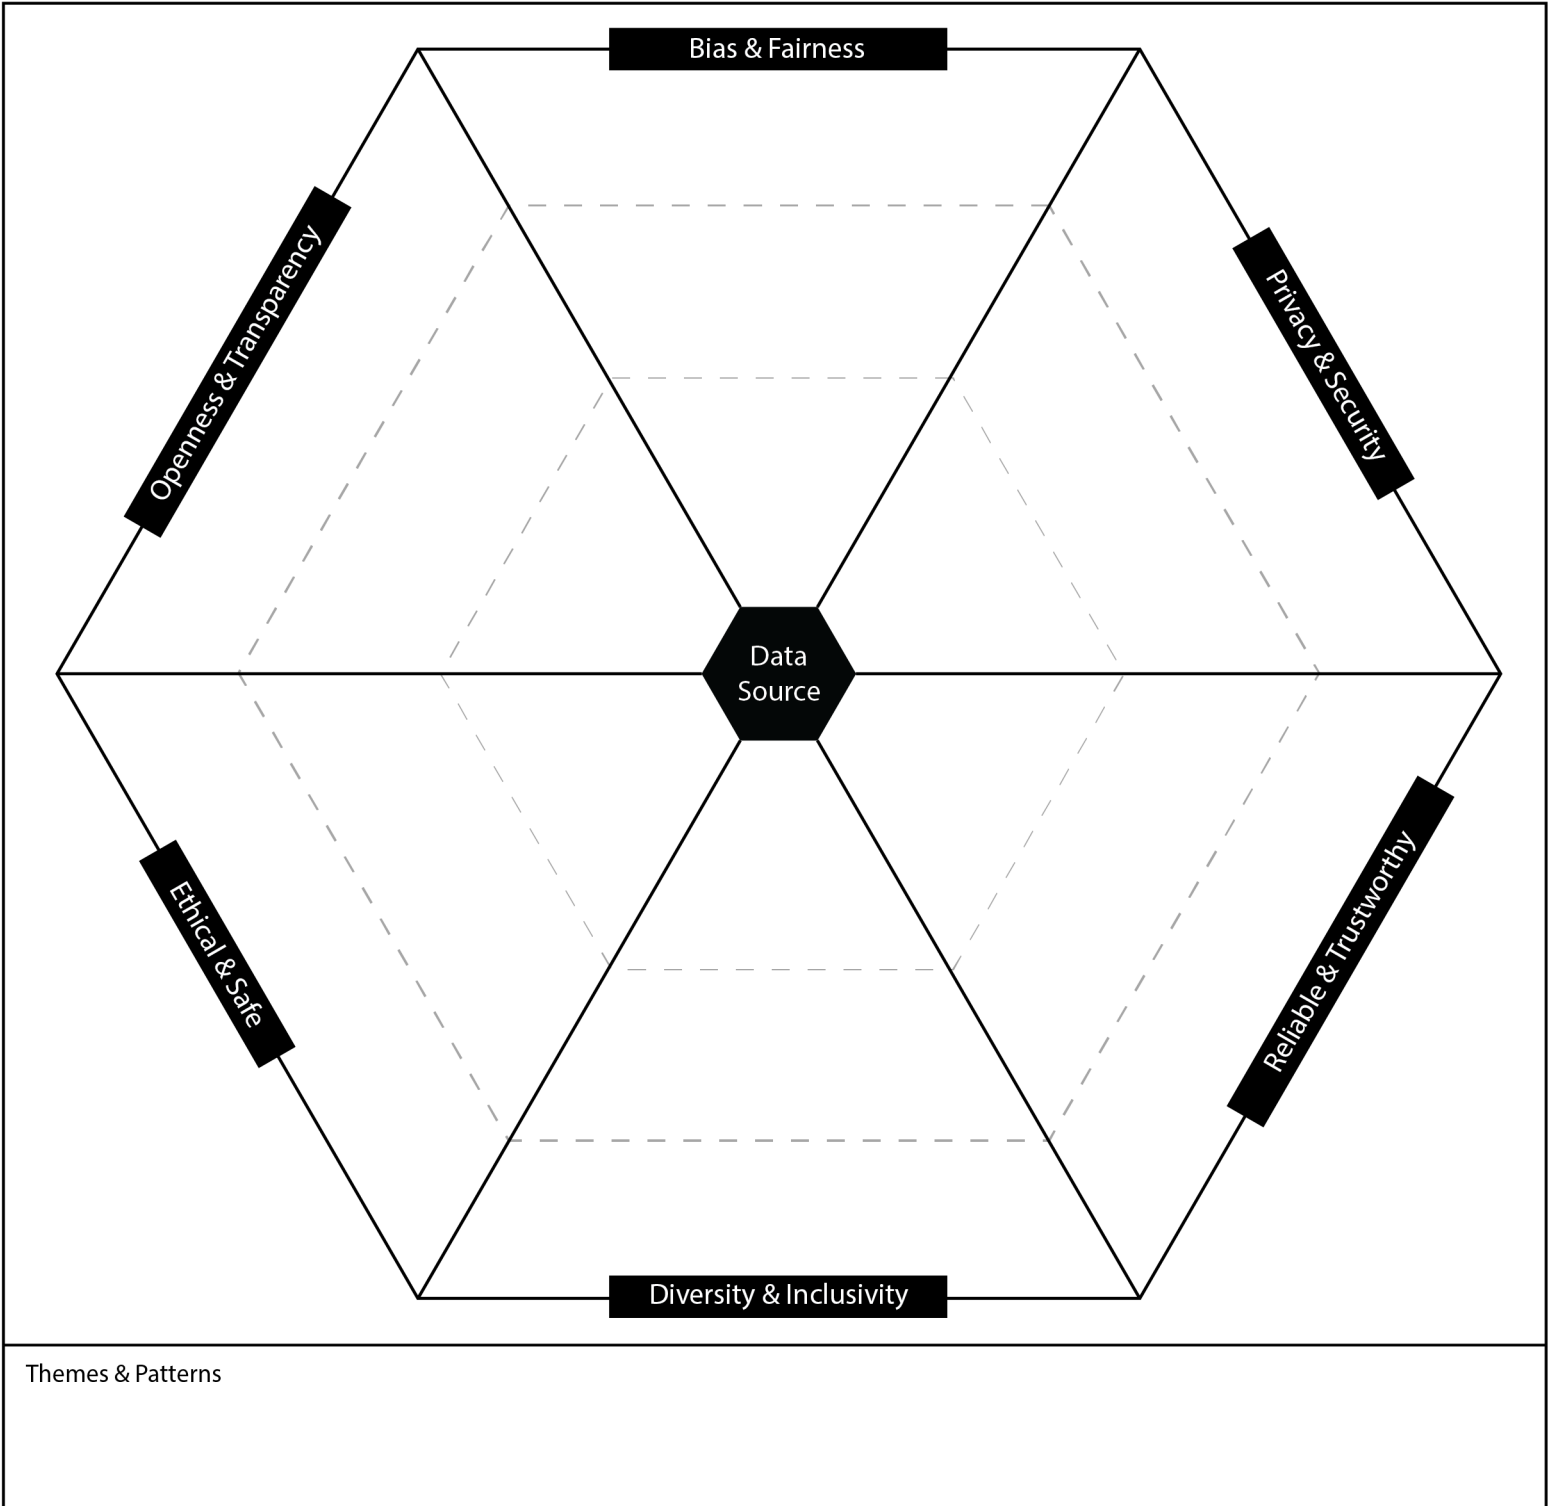 Bias & Fairness
Openness & Transparency
Privacy & Security
Data
Source
Ethical & Safe
Reliable & Trustworthy
Diversity & Inclusivity
Themes & Patterns